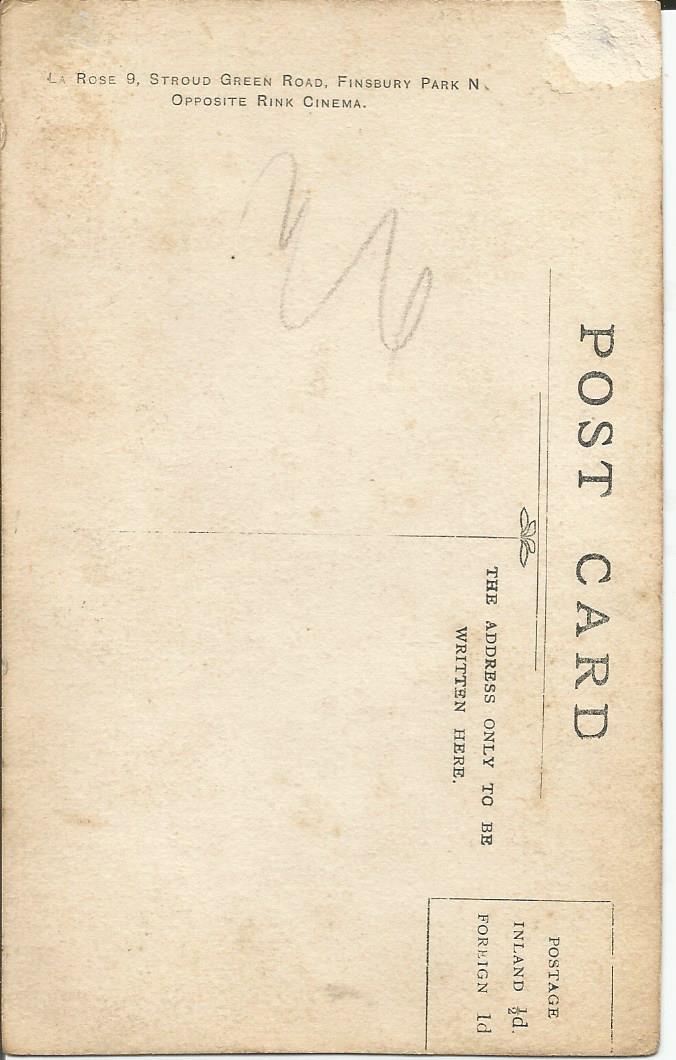 La Rose 9, Stroud Green Road, Finsbury Park N.
Opposite Rink Cinema.
POST CARD
THE ADDRESS ONLY TO BE
WRITTEN HERE.
POSTAGE
INLAND ½d.
FOREIGN 1d